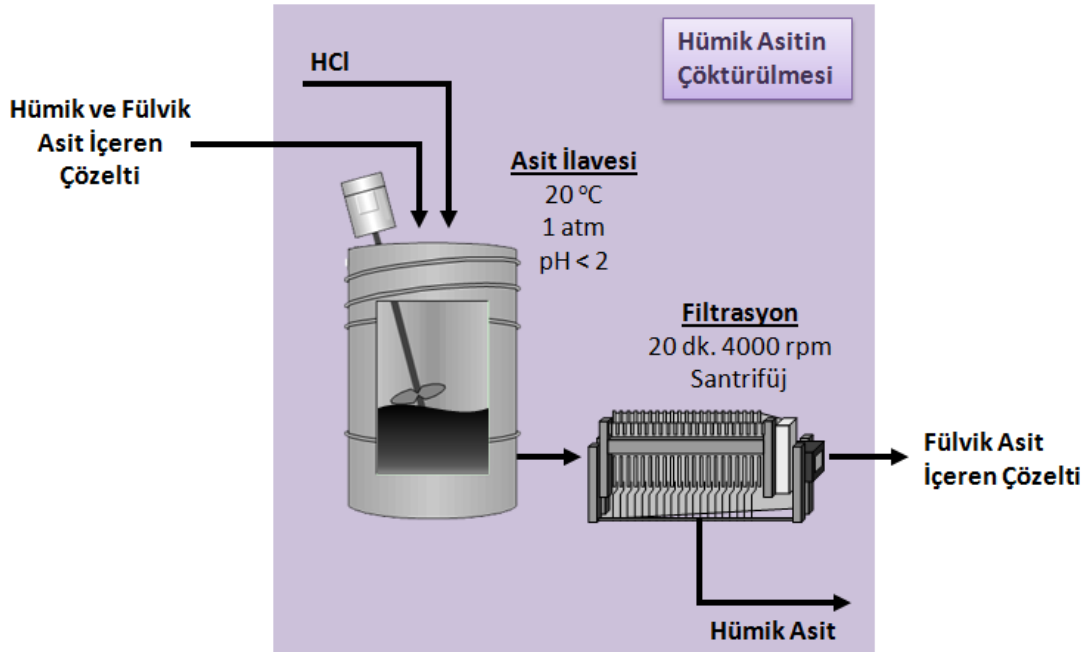 Hümik Asitin
Çöktürülmesi
HCl
Hümik ve Fülvik
Asit İçeren
Çözelti
Asit İlavesi
20 °C
1 atm
pH < 2
Filtrasyon
20 dk. 4000 rpm
Santrifüj
Fülvik Asit
İçeren Çözelti
Hümik Asit